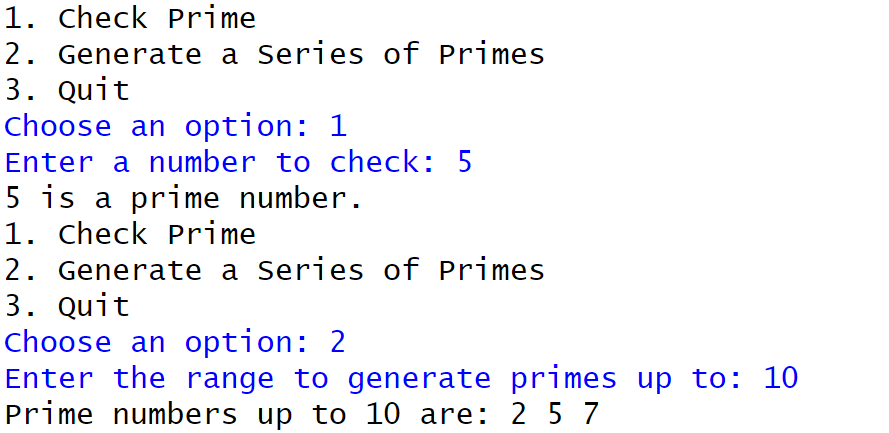 1. Check Prime
2. Generate a Series of Primes
3. Quit
Choose an option: 1
Enter a number to check: 5
5 is a prime number.
1. Check Prime
2. Generate a Series of Primes
3. Quit
Choose an option: 2
Enter the range to generate primes up to: 10
Prime numbers up to 10 are: 2 5 7